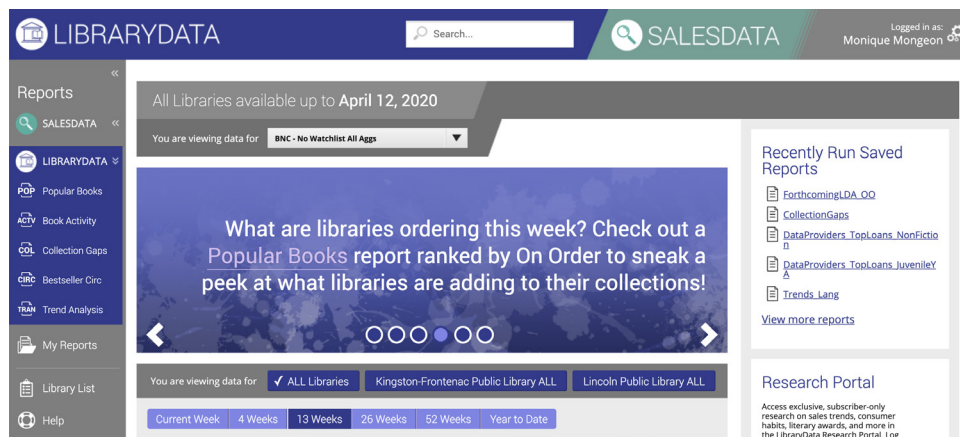 LIBRARYDATA
Search...
SALESDATA
Logged in as:
Monique Mongeon
«
Reports
SALESDATA «
LIBRARYDATA
POP Popular Books
ACTV Book Activity
COL Collection Gaps
CIRC Bestseller Circ
TRAN Trend Analysis
My Reports
Library List
Help
All Libraries available up to April 12, 2020
You are viewing data for BNC - No Watchlist All Aggs
What are libraries ordering this week? Check out a
Popular Books report ranked by On Order to sneak a
peek at what libraries are adding to their collections!
You are viewing data for ✓ ALL Libraries Kingston-Frontenac Public Library ALL Lincoln Public Library ALL
Current Week 4 Weeks 13 Weeks 26 Weeks 52 Weeks Year to Date
Recently Run Saved
Reports
ForthcomingLDA_OO
CollectionGaps
DataProviders_TopLoans_NonFictio
n
DataProviders_TopLoans_JuvenileY
A
Trends_Lang
View more reports
Research Portal
Access exclusive, subscriber-only
research on sales trends, consumer
habits, literary awards, and more in
the LibraryData Research Portal. Log